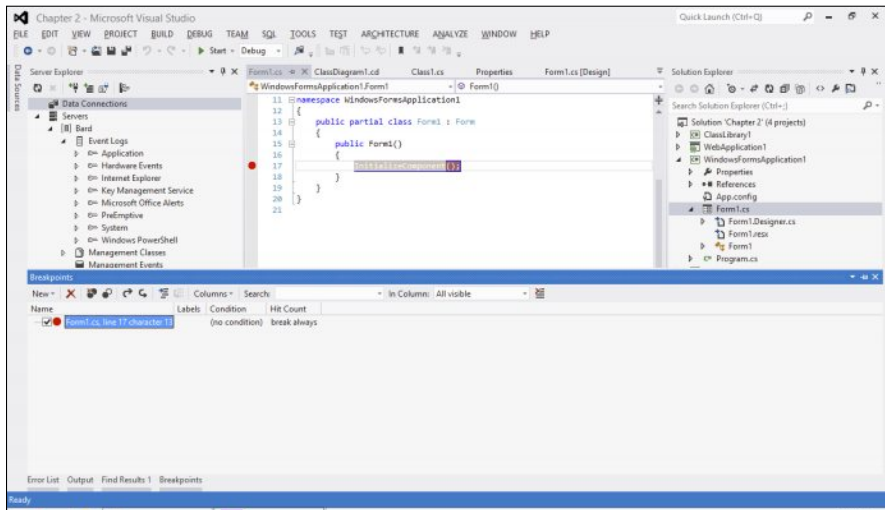 Chapter 2 - Microsoft Visual Studio
Quick Launch (Ctrl+Q)
FILE EDIT VIEW PROJECT BUILD DEBUG TEAM SQL TOOLS TEST ARCHITECTURE ANALYZE WINDOW HELP
Start - Debug
Data Sources
Server Explorer
Data Connections
Servers
Bard
Event Logs
Application
Hardware Events
Internet Explorer
Key Management Service
Microsoft Office Alerts
PreEmptive
System
Windows PowerShell
Management Classes
Management Events
Form1.cs ClassDiagram1.cd Class1.cs Properties Form1.cs [Design]
WindowsFormsApplication1.Form1 Form1()
11 namespace WindowsFormsApplication1
12 {
13 public partial class Form1 : Form
14 {
15 public Form1()
16 {
17 InitializeComponent();
18 }
19 }
20 }
21
Solution Explorer
Search Solution Explorer (Ctrl+;)
Solution 'Chapter 2' (4 projects)
ClassLibrary1
WebApplication1
WindowsFormsApplication1
Properties
References
App.config
Form1.cs
Form1.Designer.cs
Form1.resx
Form1
Program.cs
Breakpoints
New Columns Search: In Column: All visible
Name Labels Condition Hit Count
Form1.cs, line 17 character 13 (no condition) break always
Error List Output Find Results 1 Breakpoints
Ready